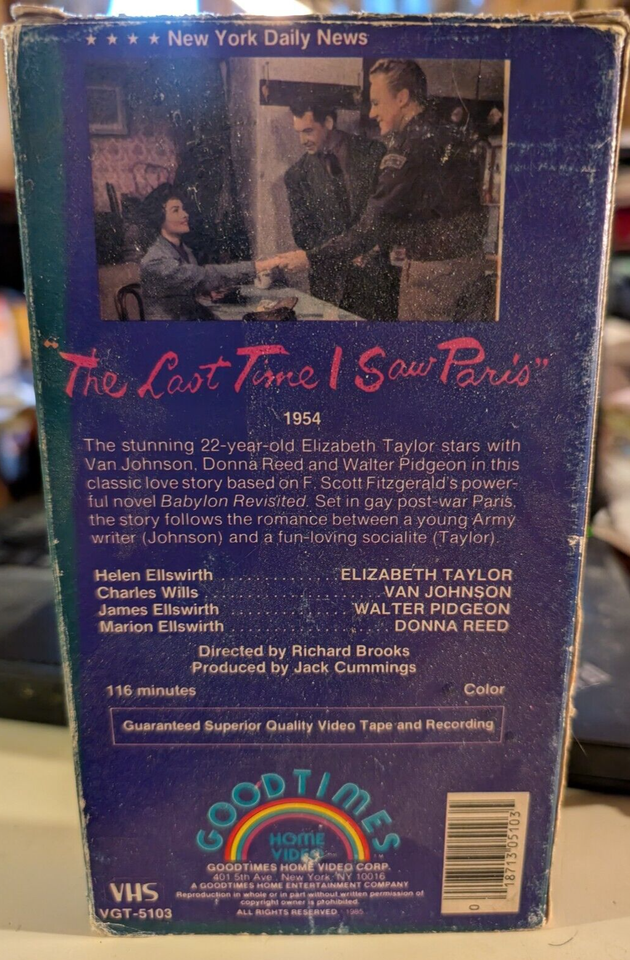 ★ ★ ★ ★ New York Daily News
"The Last Time I Saw Paris"
1954
The stunning 22-year-old Elizabeth Taylor stars with
Van Johnson, Donna Reed and Walter Pidgeon in this
classic love story based on F. Scott Fitzgerald's power-
ful novel Babylon Revisited. Set in gay post-war Paris,
the story follows the romance between a young Army
writer (Johnson) and a fun-loving socialite (Taylor).
Helen Ellswirth . . . . . . . . . . . . . . ELIZABETH TAYLOR
Charles Wills . . . . . . . . . . . . . . . . . . . . VAN JOHNSON
James Ellswirth . . . . . . . . . . . . . . . WALTER PIDGEON
Marion Ellswirth . . . . . . . . . . . . . . . . . . . DONNA REED
Directed by Richard Brooks
Produced by Jack Cummings
116 minutes Color
Guaranteed Superior Quality Video Tape and Recording
GOODTIMES
HOME
VIDEO
TM
GOODTIMES HOME VIDEO CORP.
401 5th Ave., New York, NY 10016
A GOODTIMES HOME ENTERTAINMENT COMPANY
Reproduction in whole or in part without written permission of
copyright owner is prohibited.
ALL RIGHTS RESERVED 1985
VHS
VGT-5103
0 18713 05103